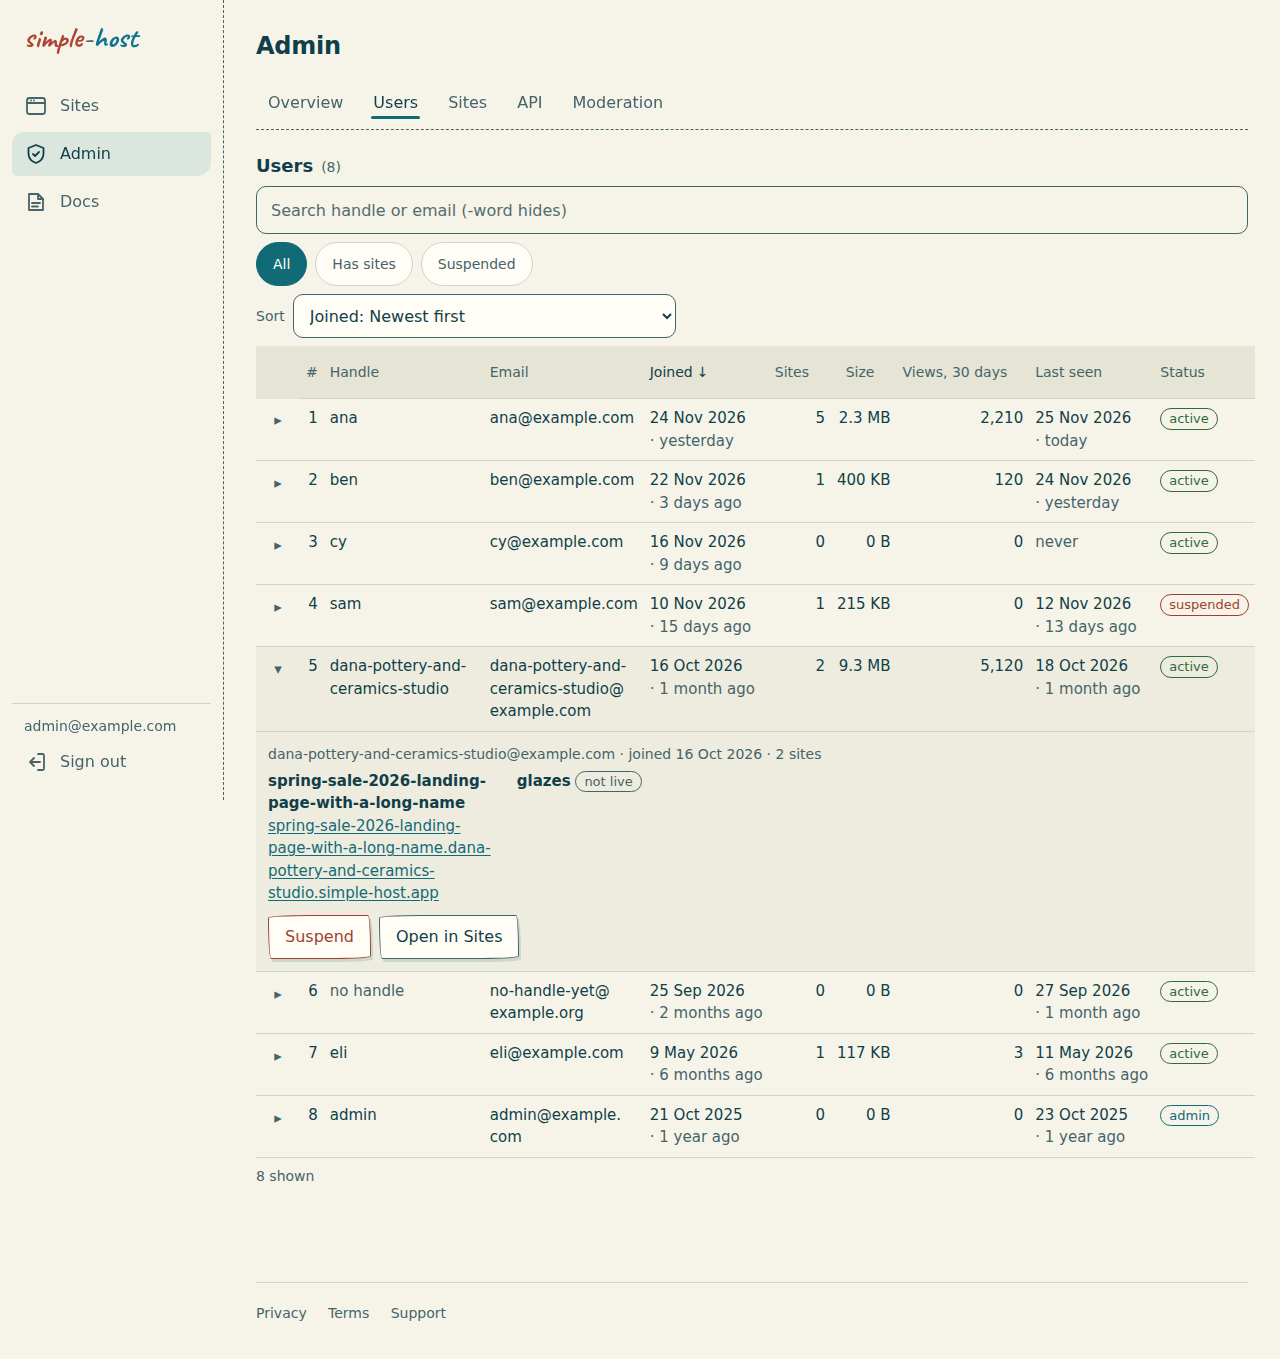 simple-host
Sites
Admin
Docs
admin@example.com
Sign out
Admin
Overview Users Sites API Moderation
Users (8)
Search handle or email (-word hides)
All Has sites Suspended
Sort Joined: Newest first
# Handle Email Joined ↓ Sites Size Views, 30 days Last seen Status
▸ 1 ana ana@example.com 24 Nov 2026 5 2.3 MB 2,210 25 Nov 2026 active
· yesterday · today
▸ 2 ben ben@example.com 22 Nov 2026 1 400 KB 120 24 Nov 2026 active
· 3 days ago · yesterday
▸ 3 cy cy@example.com 16 Nov 2026 0 0 B 0 never active
· 9 days ago
▸ 4 sam sam@example.com 10 Nov 2026 1 215 KB 0 12 Nov 2026 suspended
· 15 days ago · 13 days ago
▾ 5 dana-pottery-and- dana-pottery-and- 16 Oct 2026 2 9.3 MB 5,120 18 Oct 2026 active
ceramics-studio ceramics-studio@ · 1 month ago · 1 month ago
example.com
dana-pottery-and-ceramics-studio@example.com · joined 16 Oct 2026 · 2 sites
spring-sale-2026-landing- glazes not live
page-with-a-long-name
spring-sale-2026-landing-
page-with-a-long-name.dana-
pottery-and-ceramics-
studio.simple-host.app
Suspend Open in Sites
▸ 6 no handle no-handle-yet@ 25 Sep 2026 0 0 B 0 27 Sep 2026 active
example.org · 2 months ago · 1 month ago
▸ 7 eli eli@example.com 9 May 2026 1 117 KB 3 11 May 2026 active
· 6 months ago · 6 months ago
▸ 8 admin admin@example. 21 Oct 2025 0 0 B 0 23 Oct 2025 admin
com · 1 year ago · 1 year ago
8 shown
Privacy Terms Support